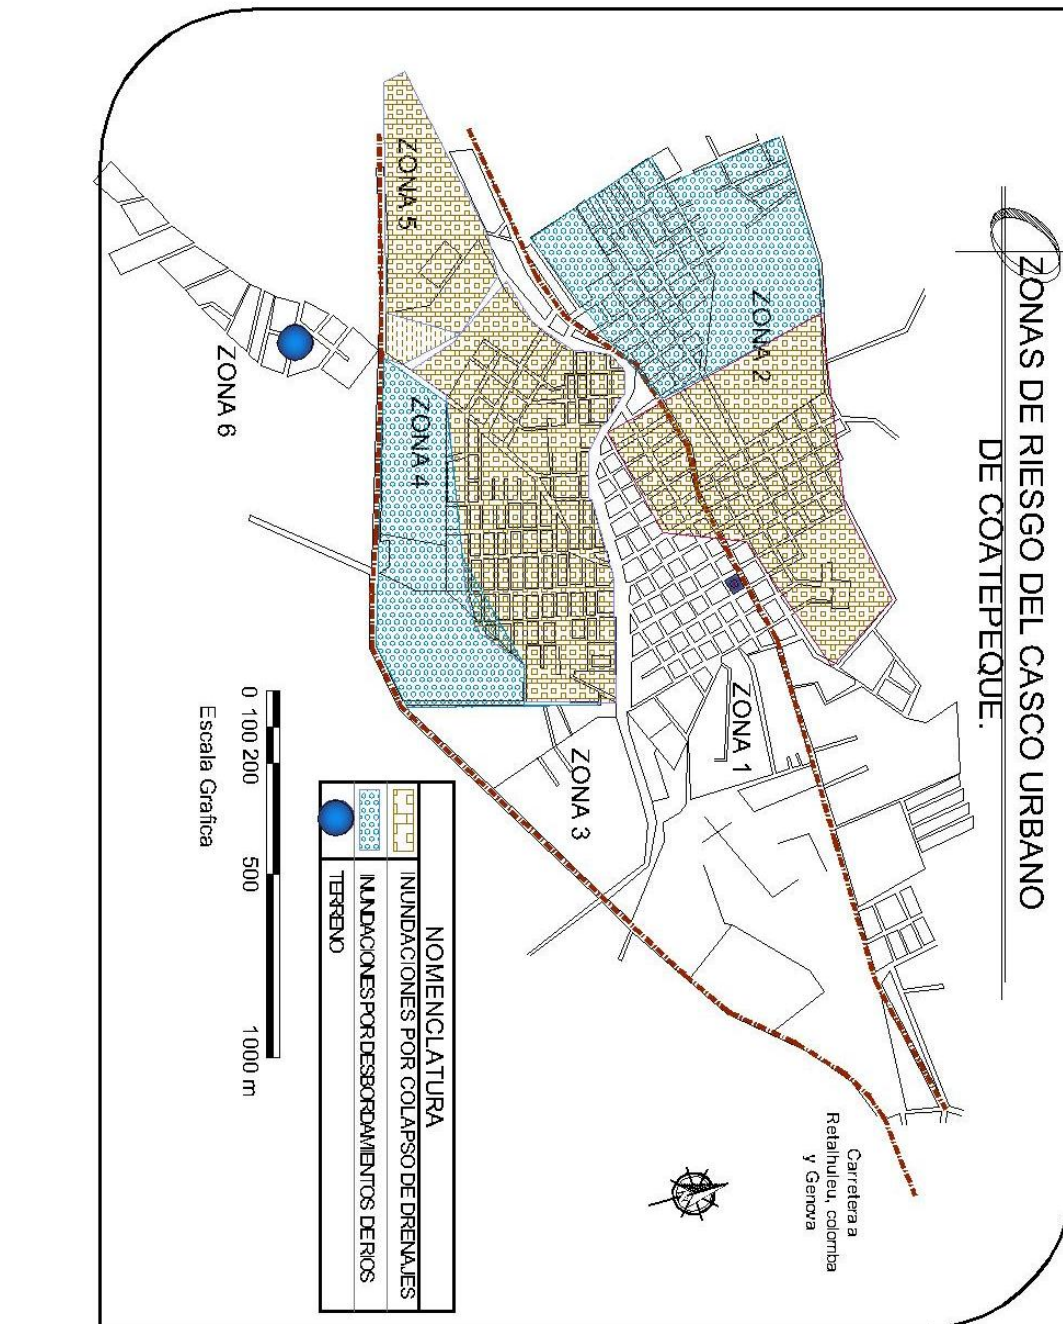 ZONAS DE RIESGO DEL CASCO URBANO
DE COATEPEQUE.
ZONA 5
ZONA 2
ZONA 6
ZONA 4
ZONA 1
ZONA 3
Carretera a
Retalhuleu, colomba
y Genova
NOMENCLATURA
INUNDACIONES POR COLAPSO DE DRENAJES
INUNDACIONES POR DESBORDAMIENTOS DE RIOS
TERRENO
0 100 200 500 1000 m
Escala Grafica